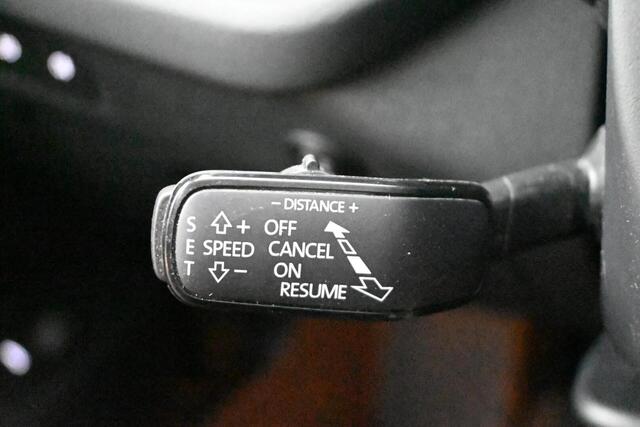 − DISTANCE +
S + OFF
E SPEED CANCEL
T − ON
RESUME